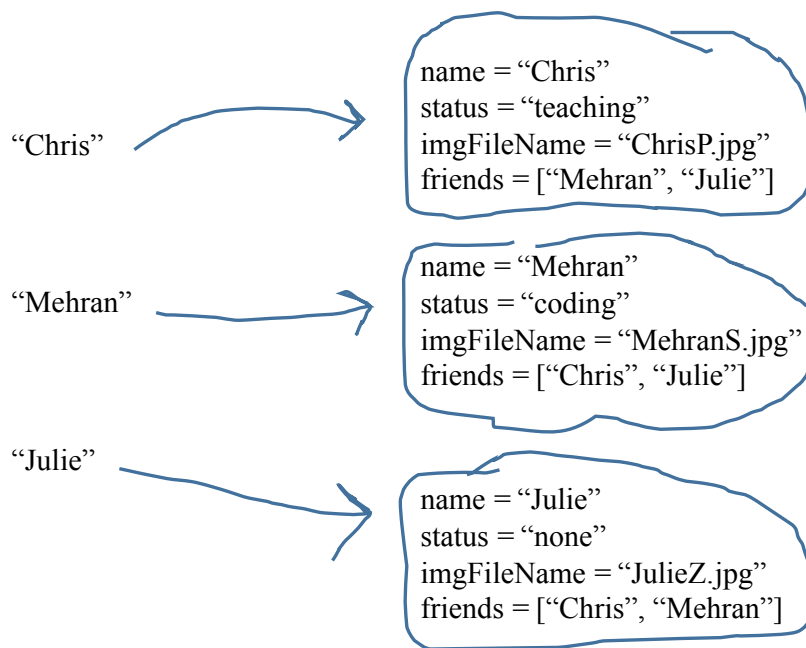 “Chris”
name = “Chris”
status = “teaching”
imgFileName = “ChrisP.jpg”
friends = [“Mehran”, “Julie”]
“Mehran”
name = “Mehran”
status = “coding”
imgFileName = “MehranS.jpg”
friends = [“Chris”, “Julie”]
“Julie”
name = “Julie”
status = “none”
imgFileName = “JulieZ.jpg”
friends = [“Chris”, “Mehran”]